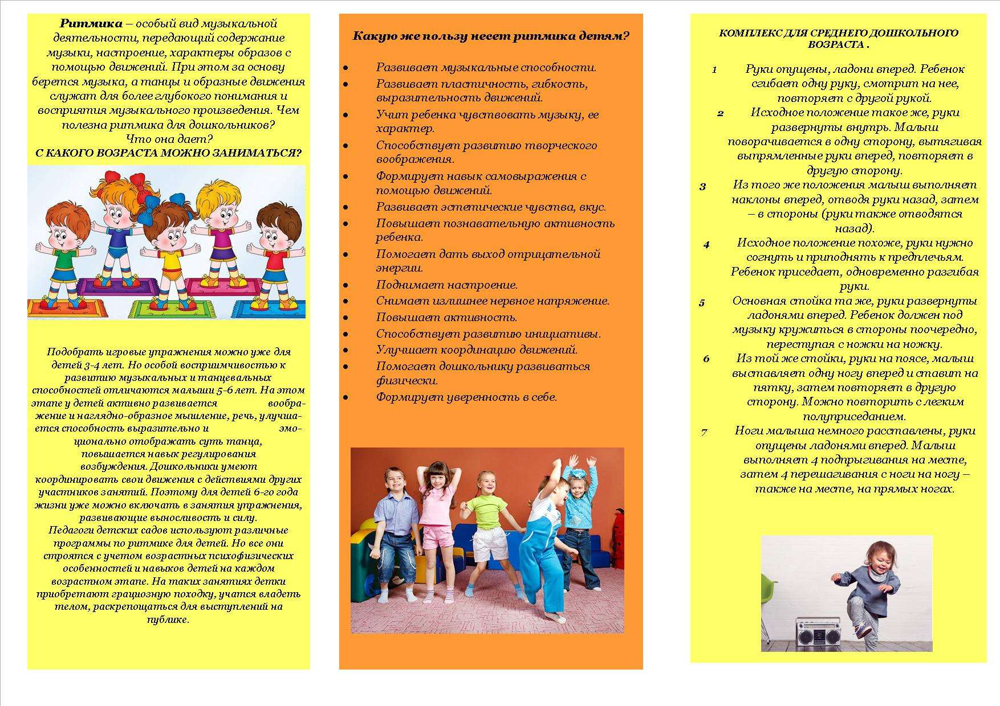 Ритмика – особый вид музыкальной
деятельности, передающий содержание
музыки, настроение, характеры образов с
помощью движений. При этом за основу
берется музыка, а танцы и образные движения
служат для более глубокого понимания и
восприятия музыкального произведения. Чем
полезна ритмика для дошкольников?
Что она дает?
С КАКОГО ВОЗРАСТА МОЖНО ЗАНИМАТЬСЯ?
Подобрать игровые упражнения можно уже для
детей 3-4 лет. Но особой восприимчивостью к
развитию музыкальных и танцевальных
способностей отличаются малыши 5-6 лет. На этом
этапе у детей активно развивается вообра-
жение и наглядно-образное мышление, речь, улучша-
ется способность выразительно и эмо-
ционально отображать суть танца,
повышается навык регулирования
возбуждения. Дошкольники умеют
координировать свои движения с действиями других
участников занятий. Поэтому для детей 6-го года
жизни уже можно включать в занятия упражнения,
развивающие выносливость и силу.
Педагоги детских садов используют различные
программы по ритмике для детей. Но все они
строятся с учетом возрастных психофизических
особенностей и навыков детей на каждом
возрастном этапе. На таких занятиях детки
приобретают грациозную походку, учатся владеть
телом, раскрепощаться для выступлений на
публике.
Какую же пользу несет ритмика детям?
• Развивает музыкальные способности.
• Развивает пластичность, гибкость,
выразительность движений.
• Учит ребенка чувствовать музыку, ее
характер.
• Способствует развитию творческого
воображения.
• Формирует навык самовыражения с
помощью движений.
• Развивает эстетические чувства, вкус.
• Повышает познавательную активность
ребенка.
• Помогает дать выход отрицательной
энергии.
• Поднимает настроение.
• Снимает излишнее нервное напряжение.
• Повышает активность.
• Способствует развитию инициативы.
• Улучшает координацию движений.
• Помогает дошкольнику развиваться
физически.
• Формирует уверенность в себе.
КОМПЛЕКС ДЛЯ СРЕДНЕГО ДОШКОЛЬНОГО
ВОЗРАСТА .
1 Руки опущены, ладони вперед. Ребенок
сгибает одну руку, смотрит на нее,
повторяет с другой рукой.
2 Исходное положение такое же, руки
развернуты внутрь. Малыш
поворачивается в одну сторону, вытягивая
выпрямленные руки вперед, повторяет в
другую сторону.
3 Из того же положения малыш выполняет
наклоны вперед, отводя руки назад, затем
– в стороны (руки также отводятся
назад).
4 Исходное положение похоже, руки нужно
согнуть и приподнять к предплечьям.
Ребенок приседает, одновременно разгибая
руки.
5 Основная стойка та же, руки развернуты
ладонями вперед. Ребенок должен под
музыку кружиться в стороны поочередно,
переступая с ножки на ножку.
6 Из той же стойки, руки на поясе, малыш
выставляет одну ногу вперед и ставит на
пятку, затем повторяет в другую
сторону. Можно повторить с легким
полуприседанием.
7 Ноги малыша немного расставлены, руки
опущены ладонями вперед. Малыш
выполняет 4 подпрыгивания на месте,
затем 4 перешагивания с ноги на ногу –
также на месте, на прямых ногах.